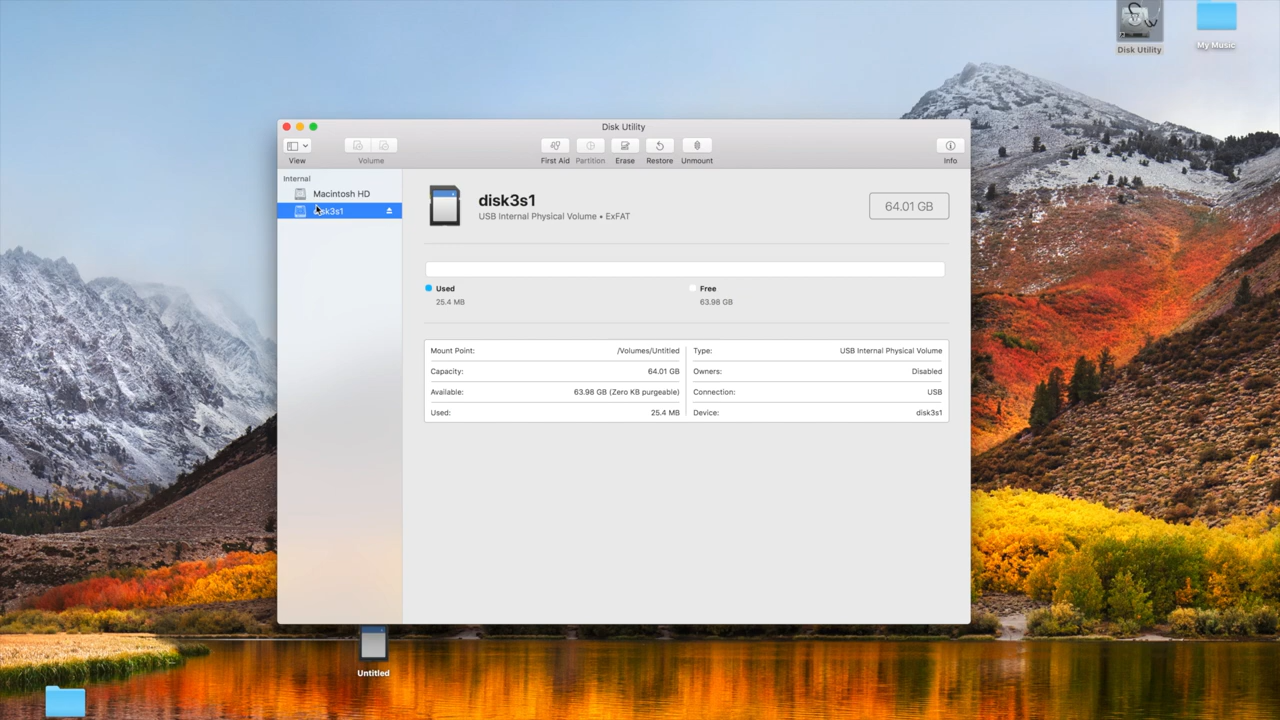 Disk Utility
My Music
Disk Utility
View
Volume
First Aid
Partition
Erase
Restore
Unmount
Info
Internal
Macintosh HD
disk3s1
disk3s1
USB Internal Physical Volume • ExFAT
64.01 GB
Used
25.4 MB
Free
63.98 GB
Mount Point: /Volumes/Untitled
Type: USB Internal Physical Volume
Capacity: 64.01 GB
Owners: Disabled
Available: 63.98 GB (Zero KB purgeable)
Connection: USB
Used: 25.4 MB
Device: disk3s1
Untitled